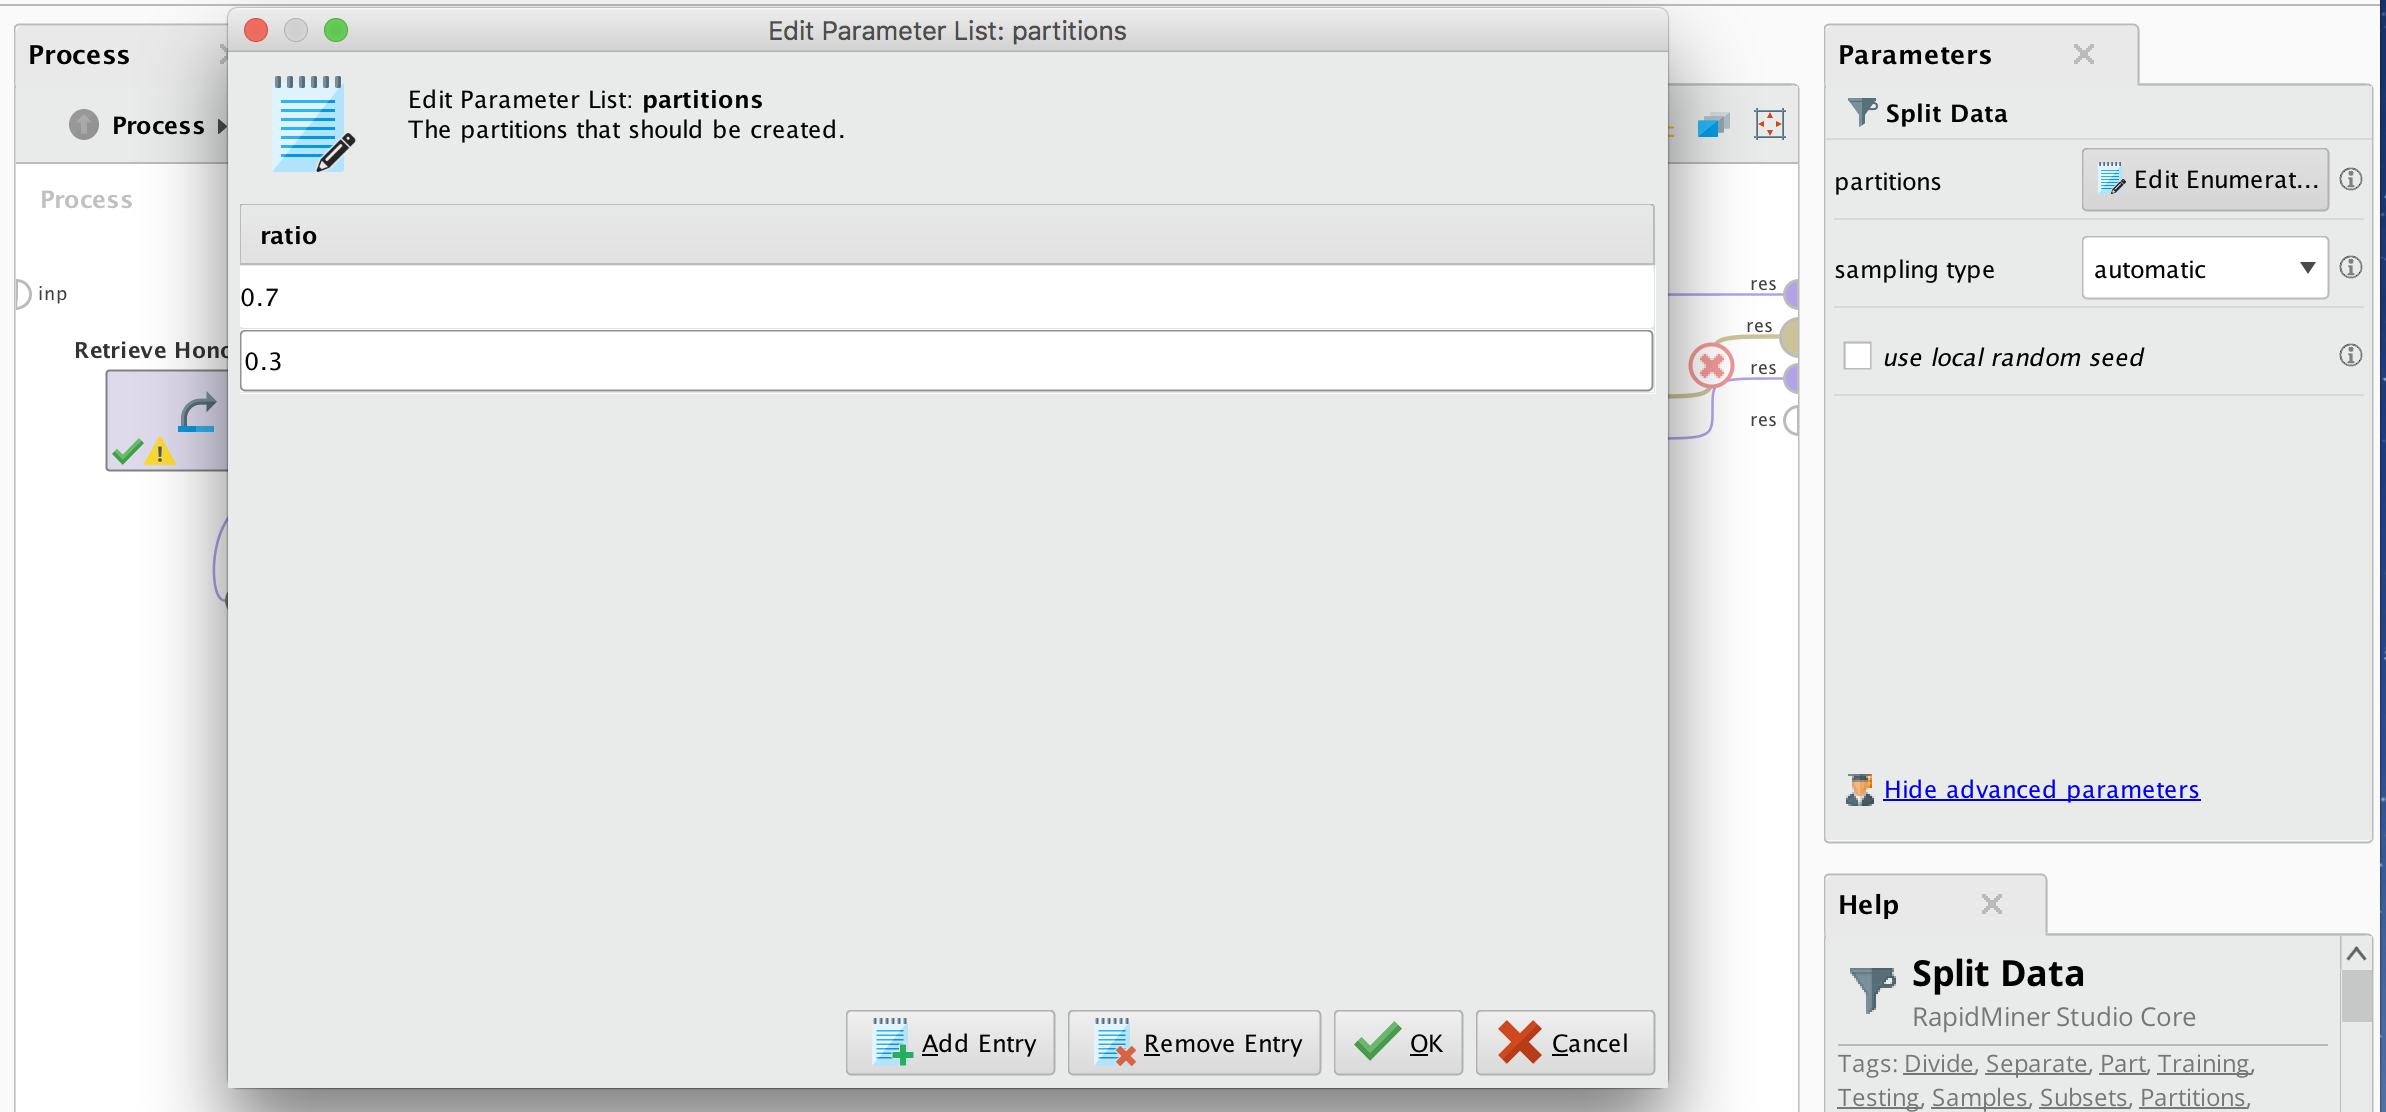 Edit Parameter List: partitions
Process
Process
Process
inp
Retrieve Hono
Edit Parameter List: partitions
The partitions that should be created.
ratio
0.7
0.3
Add Entry
Remove Entry
OK
Cancel
res
res
res
res
Parameters
Split Data
partitions
Edit Enumerat...
sampling type
automatic
use local random seed
Hide advanced parameters
Help
Split Data
RapidMiner Studio Core
Tags: Divide, Separate, Part, Training,
Testing, Samples, Subsets, Partitions,